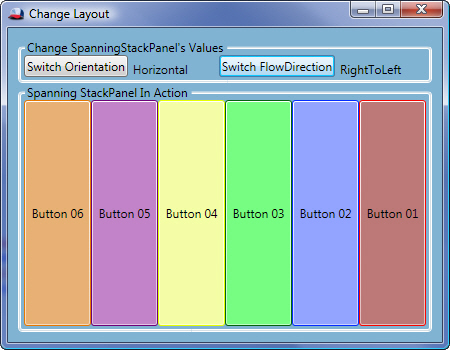 Change Layout
Change SpanningStackPanel's Values
Switch Orientation Horizontal Switch FlowDirection RightToLeft
Spanning StackPanel In Action
Button 06 Button 05 Button 04 Button 03 Button 02 Button 01